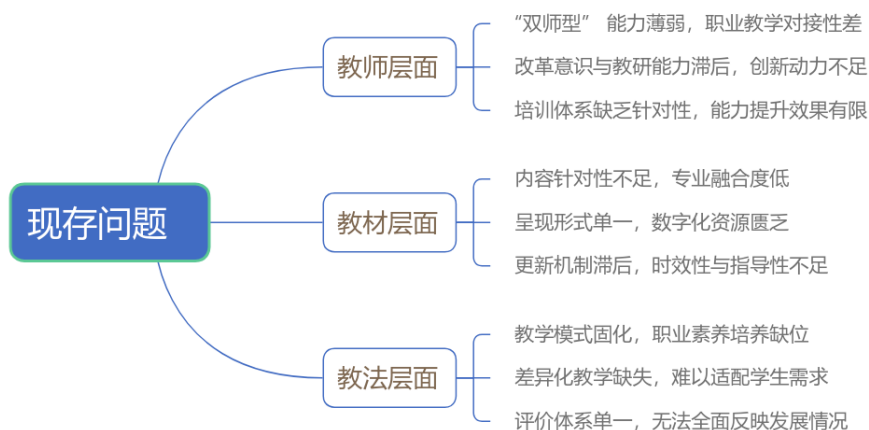 现存问题
教师层面
“双师型” 能力薄弱，职业教学对接性差
改革意识与教研能力滞后，创新动力不足
培训体系缺乏针对性，能力提升效果有限
教材层面
内容针对性不足，专业融合度低
呈现形式单一，数字化资源匮乏
更新机制滞后，时效性与指导性不足
教法层面
教学模式固化，职业素养培养缺位
差异化教学缺失，难以适配学生需求
评价体系单一，无法全面反映发展情况